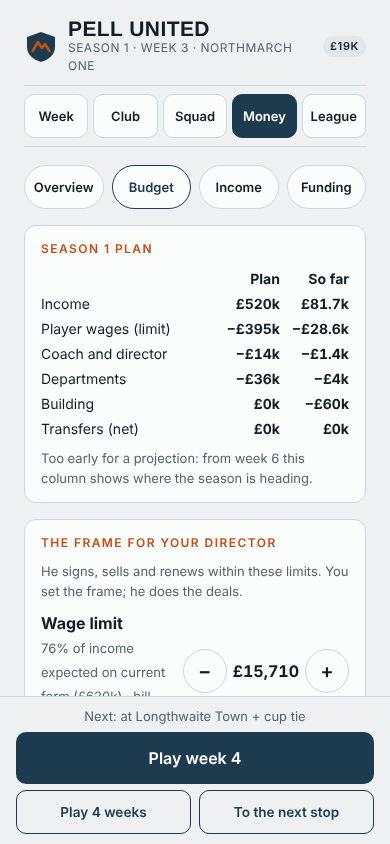 PELL UNITED
SEASON 1 · WEEK 3 · NORTHMARCH
ONE
£19K
Week Club Squad Money League
Overview Budget Income Funding
SEASON 1 PLAN
Plan So far
Income £520k £81.7k
Player wages (limit) −£395k −£28.6k
Coach and director −£14k −£1.4k
Departments −£36k −£4k
Building £0k −£60k
Transfers (net) £0k £0k
Too early for a projection: from week 6 this
column shows where the season is heading.
THE FRAME FOR YOUR DIRECTOR
He signs, sells and renews within these limits. You
set the frame; he does the deals.
Wage limit
76% of income
expected on current
− £15,710 +
form (£620k) · bill
Next: at Longthwaite Town + cup tie
Play week 4
Play 4 weeks To the next stop